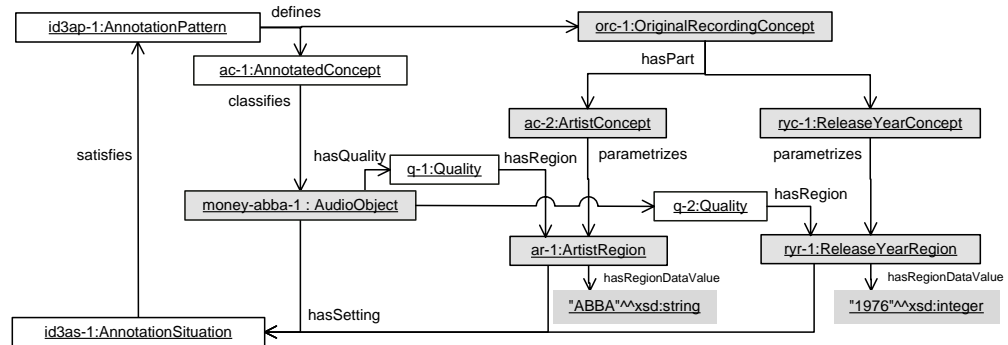 defines
id3ap-1:AnnotationPattern
orc-1:OriginalRecordingConcept
hasPart
ac-1:AnnotatedConcept
classifies
ac-2:ArtistConcept
ryc-1:ReleaseYearConcept
satisfies
hasQuality
hasRegion
parametrizes
parametrizes
q-1:Quality
hasRegion
money-abba-1 : AudioObject
q-2:Quality
ar-1:ArtistRegion
ryr-1:ReleaseYearRegion
hasRegionDataValue
hasRegionDataValue
"ABBA"^^xsd:string
"1976"^^xsd:integer
hasSetting
id3as-1:AnnotationSituation